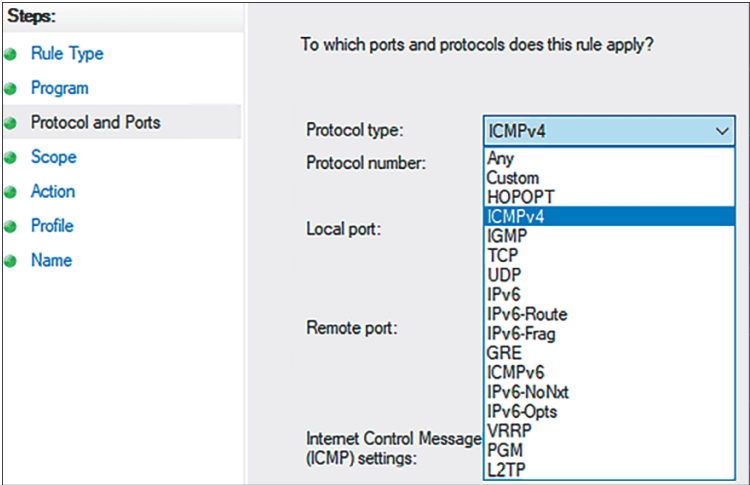 Steps:
Rule Type
Program
Protocol and Ports
Scope
Action
Profile
Name
To which ports and protocols does this rule apply?
Protocol type:
ICMPv4
Protocol number:
Local port:
Remote port:
Internet Control Message
(ICMP) settings:
Any
Custom
HOPOPT
ICMPv4
IGMP
TCP
UDP
IPv6
IPv6-Route
IPv6-Frag
GRE
ICMPv6
IPv6-NoNxt
IPv6-Opts
VRRP
PGM
L2TP